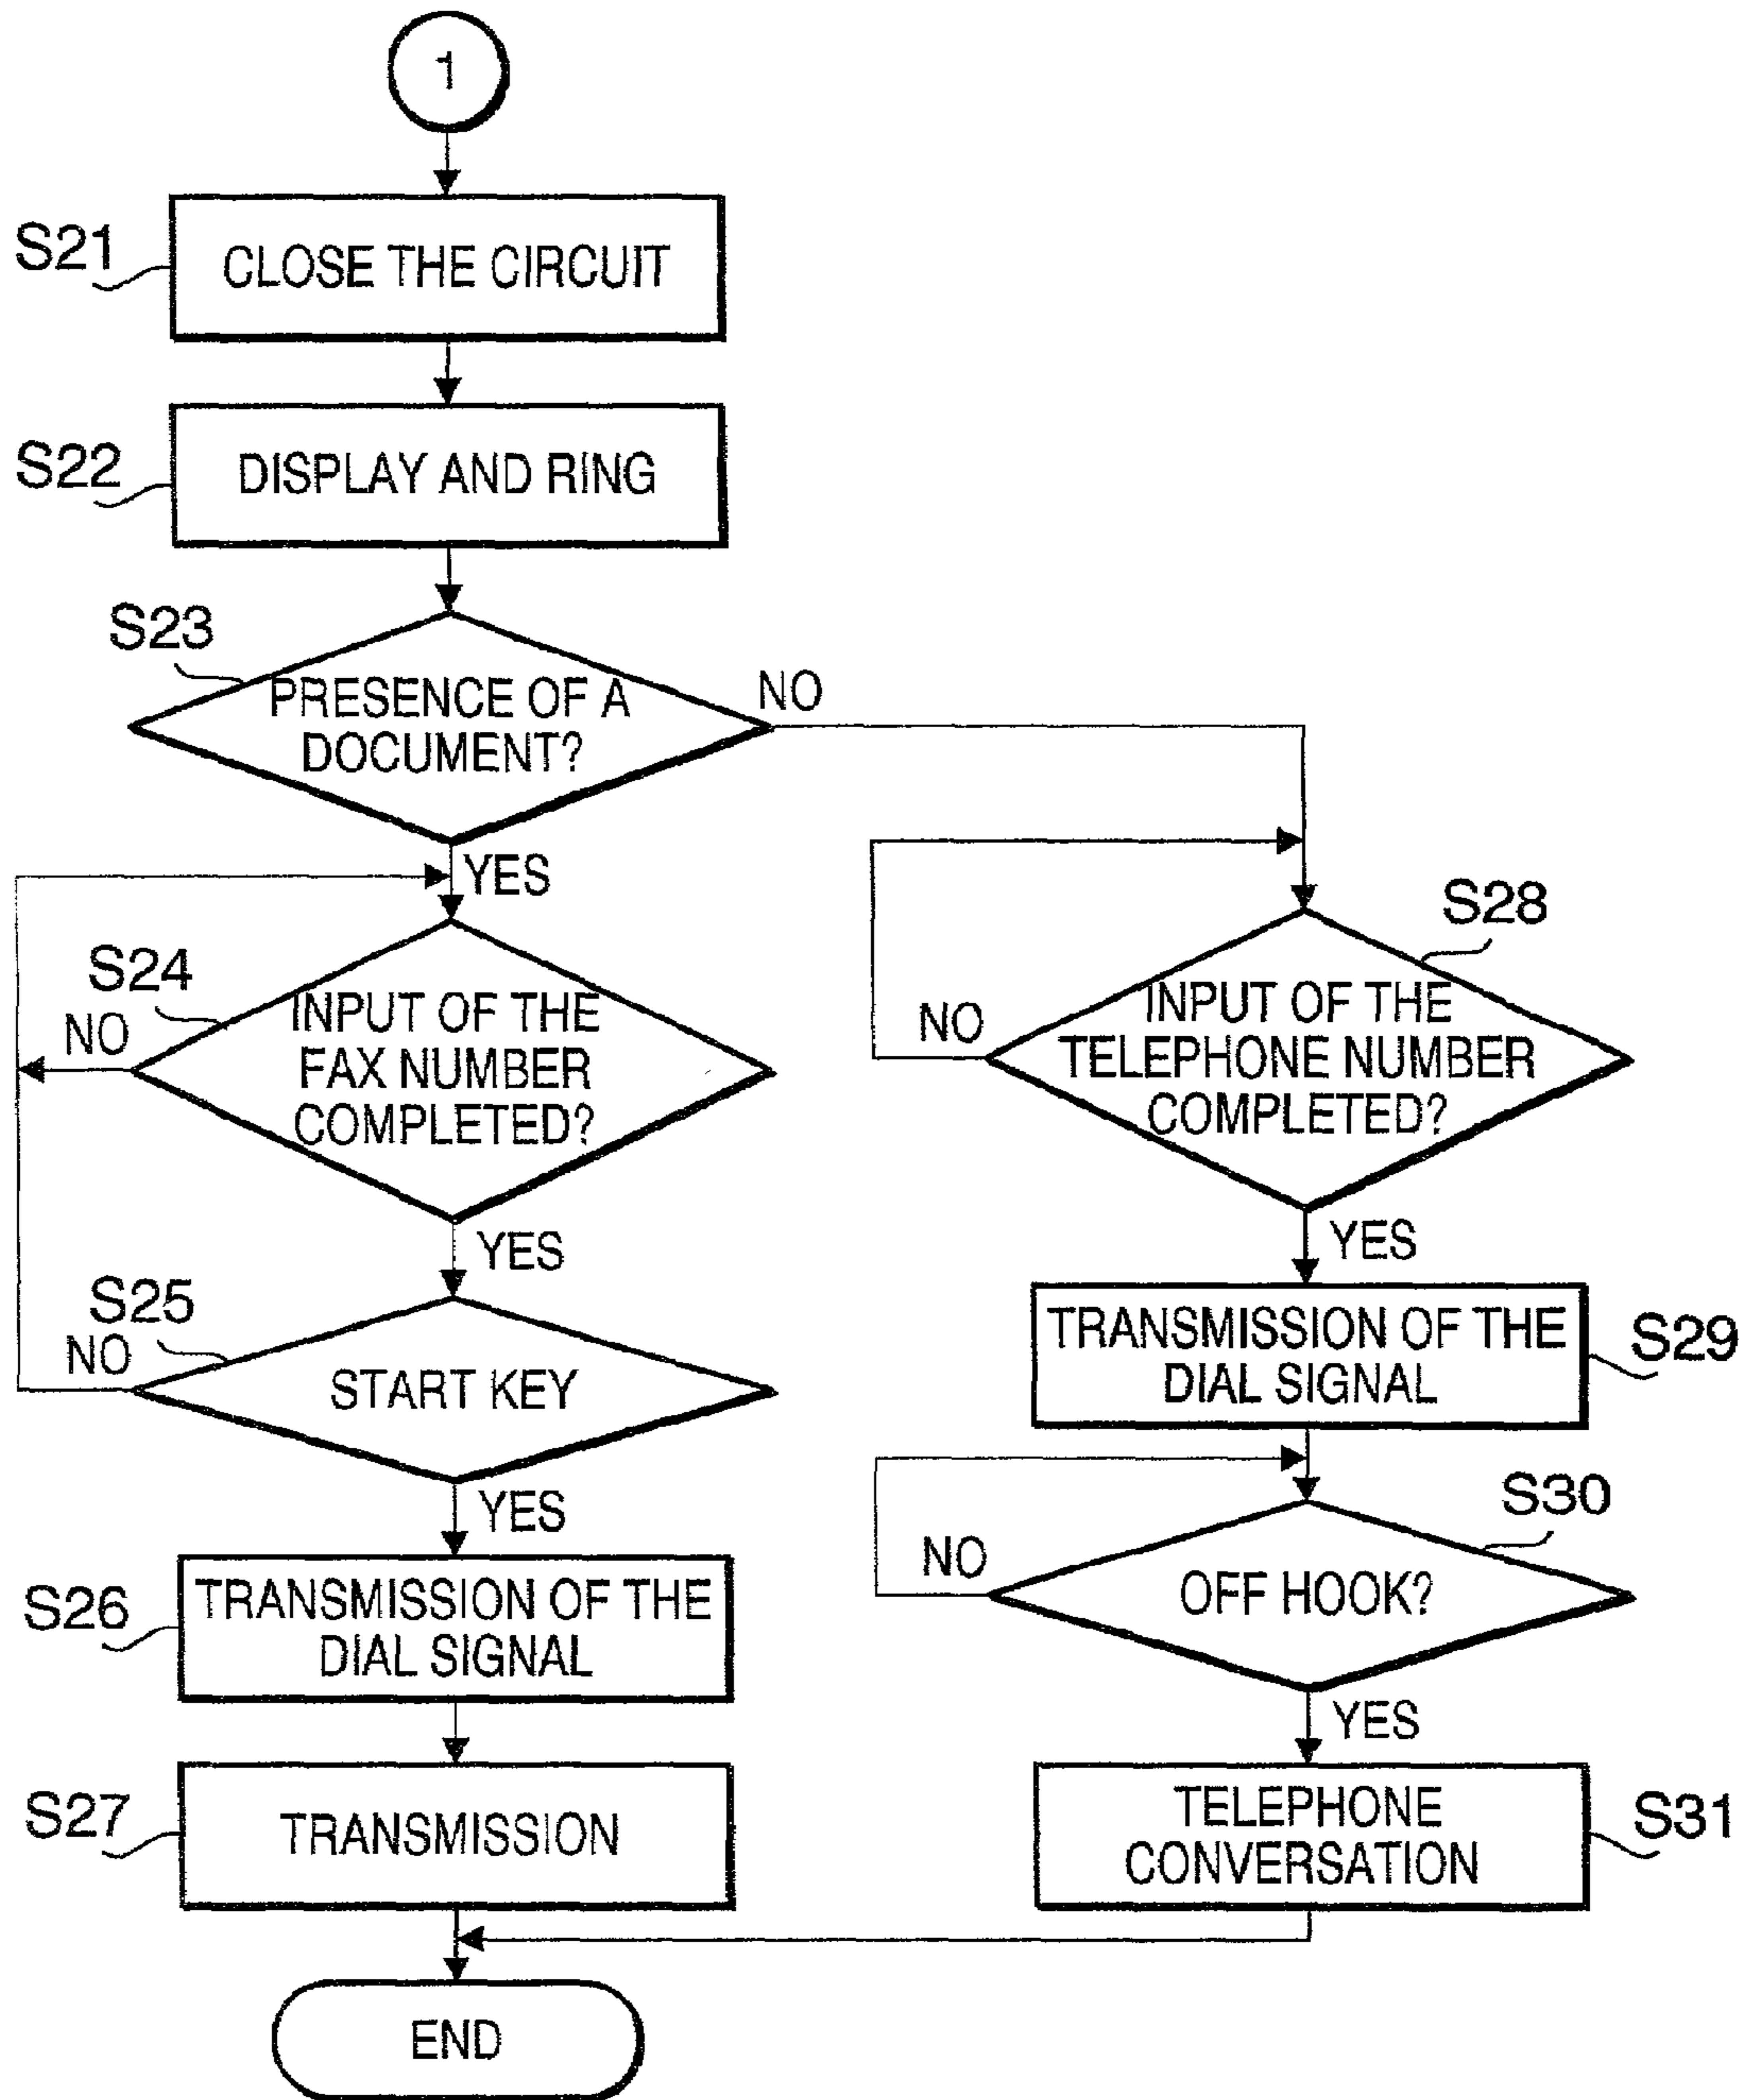 1
S21
CLOSE THE CIRCUIT
S22
DISPLAY AND RING
S23
PRESENCE OF A
DOCUMENT?
NO
YES
S24
INPUT OF THE
FAX NUMBER
COMPLETED?
NO
YES
S25
START KEY
NO
YES
S26
TRANSMISSION OF THE
DIAL SIGNAL
S27
TRANSMISSION
S28
INPUT OF THE
TELEPHONE NUMBER
COMPLETED?
NO
YES
S29
TRANSMISSION OF THE
DIAL SIGNAL
S30
OFF HOOK?
NO
YES
S31
TELEPHONE
CONVERSATION
END